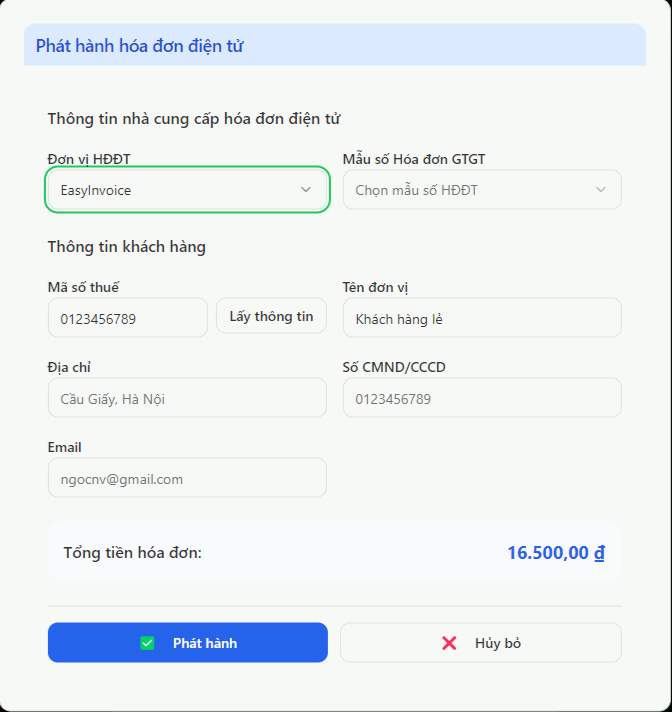 Phát hành hóa đơn điện tử
Thông tin nhà cung cấp hóa đơn điện tử
Đơn vị HĐĐT
Mẫu số Hóa đơn GTGT
EasyInvoice
Chọn mẫu số HĐĐT
Thông tin khách hàng
Mã số thuế
Tên đơn vị
0123456789
Lấy thông tin
Khách hàng lẻ
Địa chỉ
Số CMND/CCCD
Cầu Giấy, Hà Nội
0123456789
Email
ngocnv@gmail.com
Tổng tiền hóa đơn:
16.500,00 ₫
Phát hành
Hủy bỏ